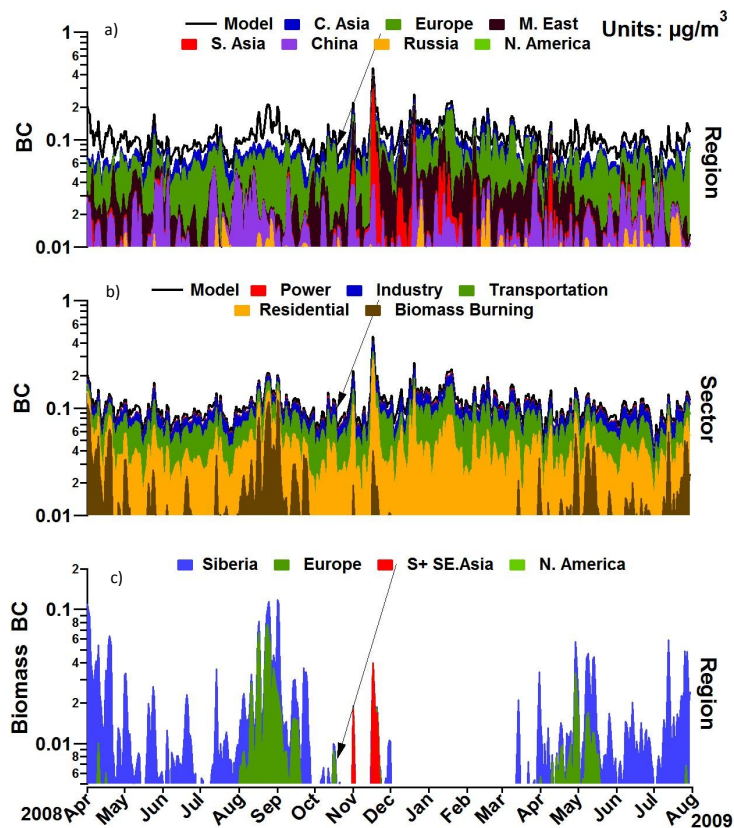 a)
Model C. Asia Europe M. East
Units: µg/m³
S. Asia China Russia N. America
1
6
4
2
0.1
6
4
2
0.01
BC
Region
b)
Model Power Industry Transportation
Residential Biomass Burning
1
6
4
2
0.1
6
4
2
0.01
BC
Sector
c)
Siberia Europe S+ SE.Asia N. America
2
0.1
6
4
2
0.01
6
Biomass BC
Region
Apr May Jun Jul Aug Sep Oct Nov Dec Jan Feb Mar Apr May Jun Jul Aug
2008 2009